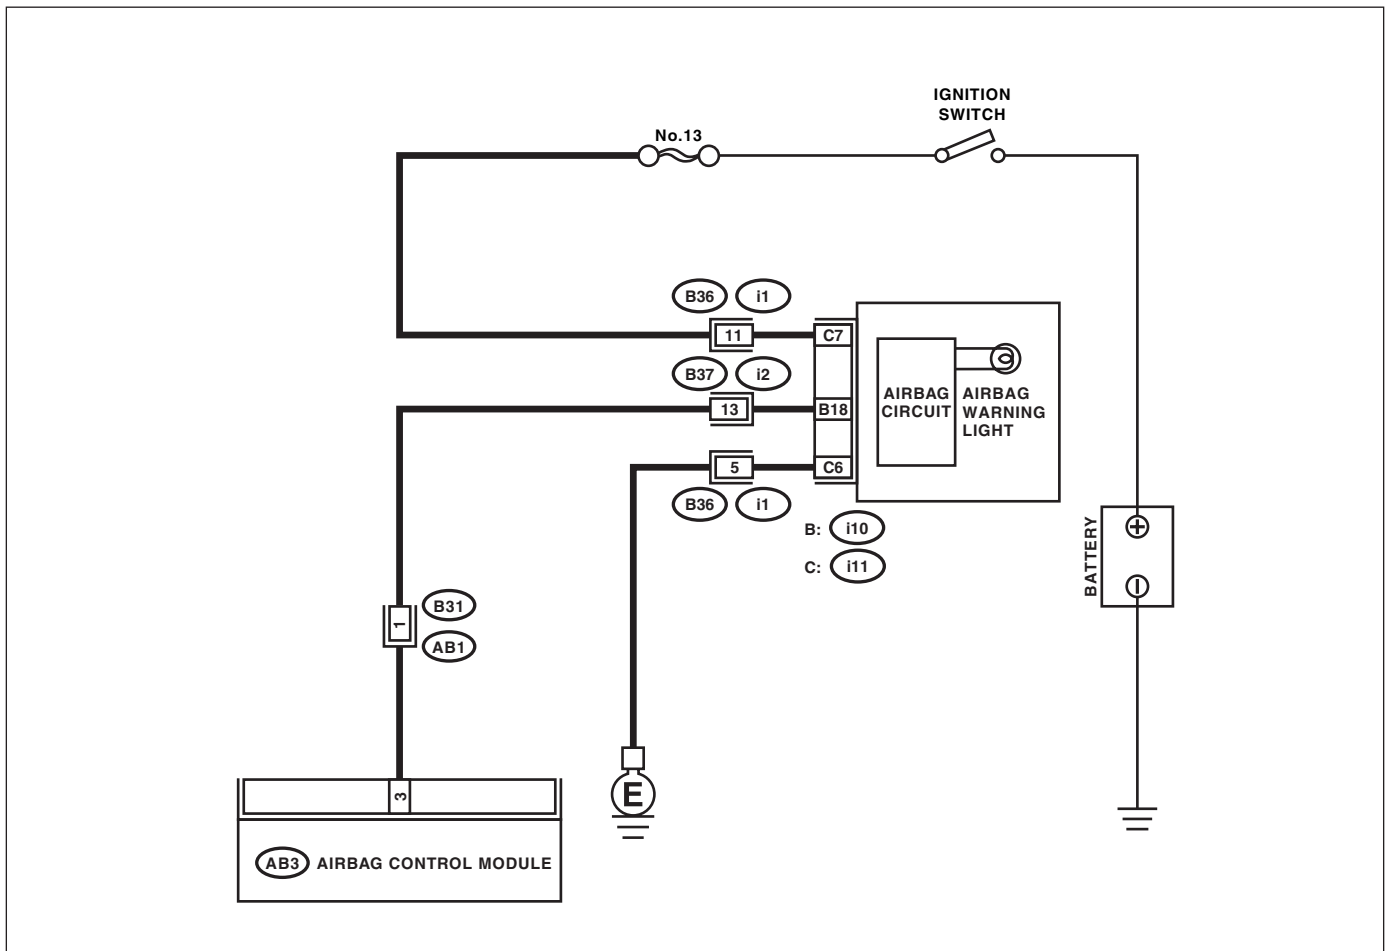 IGNITION
SWITCH
No.13
B36 i1
11 C7
B37 i2
13 B18
AIRBAG
CIRCUIT
AIRBAG
WARNING
LIGHT
5 C6
B36 i1
B: i10
C: i11
BATTERY
+
−
1
B31
AB1
3
E
AB3 AIRBAG CONTROL MODULE